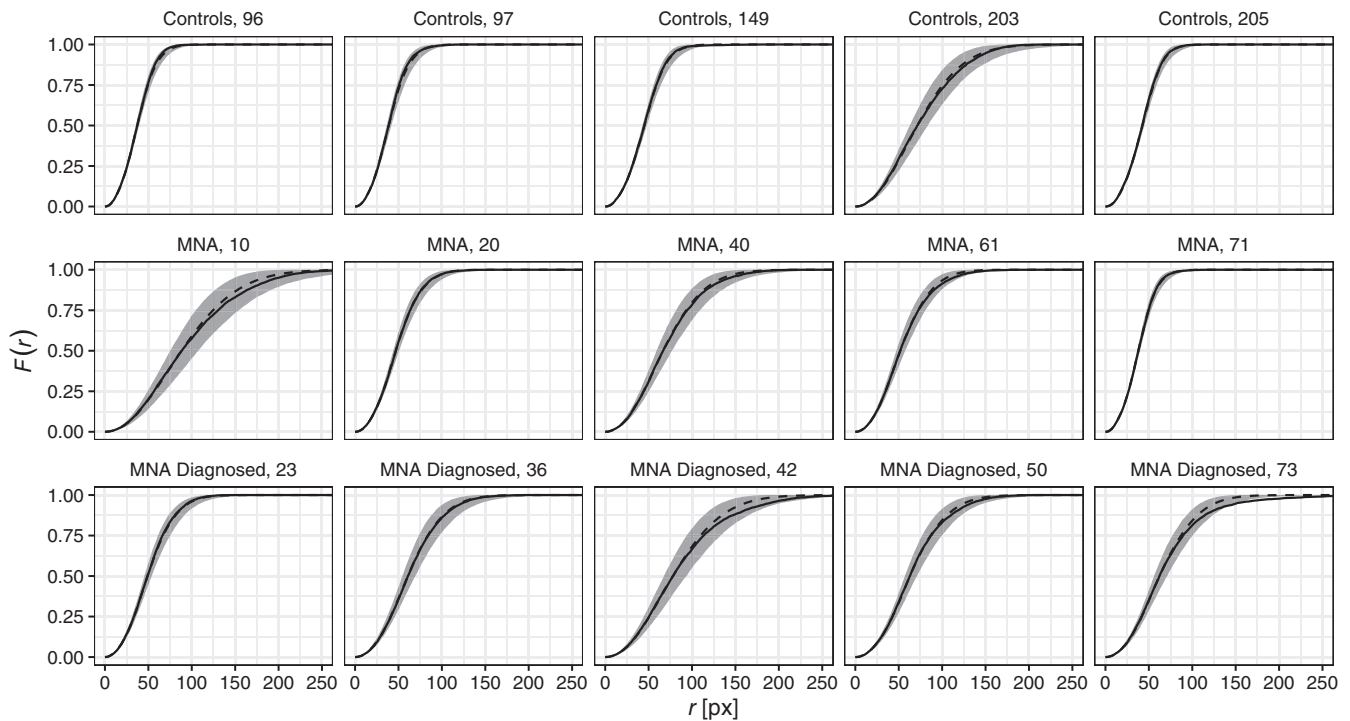 Controls, 96
Controls, 97
Controls, 149
Controls, 203
Controls, 205
1.00
0.75
0.50
0.25
0.00
MNA, 10
MNA, 20
MNA, 40
MNA, 61
MNA, 71
1.00
0.75
0.50
0.25
0.00
F(r)
MNA Diagnosed, 23
MNA Diagnosed, 36
MNA Diagnosed, 42
MNA Diagnosed, 50
MNA Diagnosed, 73
1.00
0.75
0.50
0.25
0.00
0 50 100 150 200 250
0 50 100 150 200 250
0 50 100 150 200 250
0 50 100 150 200 250
0 50 100 150 200 250
r [px]